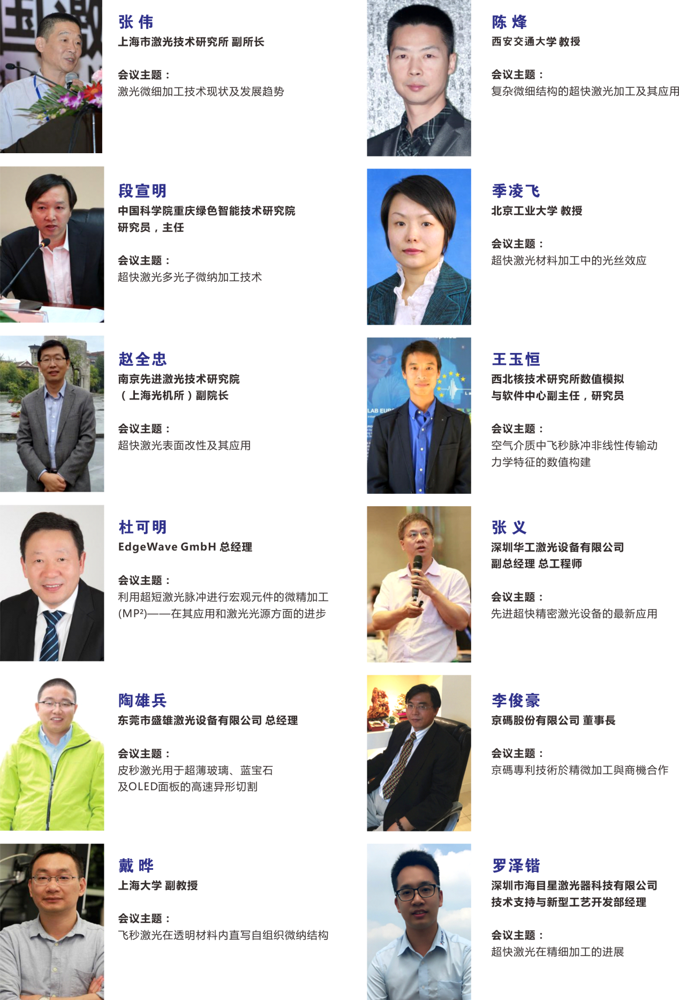 张 伟
上海市激光技术研究所 副所长
会议主题：
激光微细加工技术现状及发展趋势
陈 烽
西安交通大学 教授
会议主题：
复杂微细结构的超快激光加工及其应用
段宣明
中国科学院重庆绿色智能技术研究院
研究员，主任
会议主题：
超快激光多光子微纳加工技术
季凌飞
北京工业大学 教授
会议主题：
超快激光材料加工中的光丝效应
赵全忠
南京先进激光技术研究院
（上海光机所）副院长
会议主题：
超快激光表面改性及其应用
王玉恒
西北核技术研究所数值模拟
与软件中心副主任，研究员
会议主题：
空气介质中飞秒脉冲非线性传输动
力学特征的数值构建
LAB EUR
杜可明
EdgeWave GmbH 总经理
会议主题：
利用超短激光脉冲进行宏观元件的微精加工
(MP²)——在其应用和激光光源方面的进步
张 义
深圳华工激光设备有限公司
副总经理 总工程师
会议主题：
先进超快精密激光设备的最新应用
陶雄兵
东莞市盛雄激光设备有限公司 总经理
会议主题：
皮秒激光用于超薄玻璃、蓝宝石
及OLED面板的高速异形切割
李俊豪
京碼股份有限公司 董事長
会议主题：
京碼專利技術於精微加工與商機合作
戴 晔
上海大学 副教授
会议主题：
飞秒激光在透明材料内直写自组织微纳结构
罗泽锴
深圳市海目星激光器科技有限公司
技术支持与新型工艺开发部经理
会议主题：
超快激光在精细加工的进展